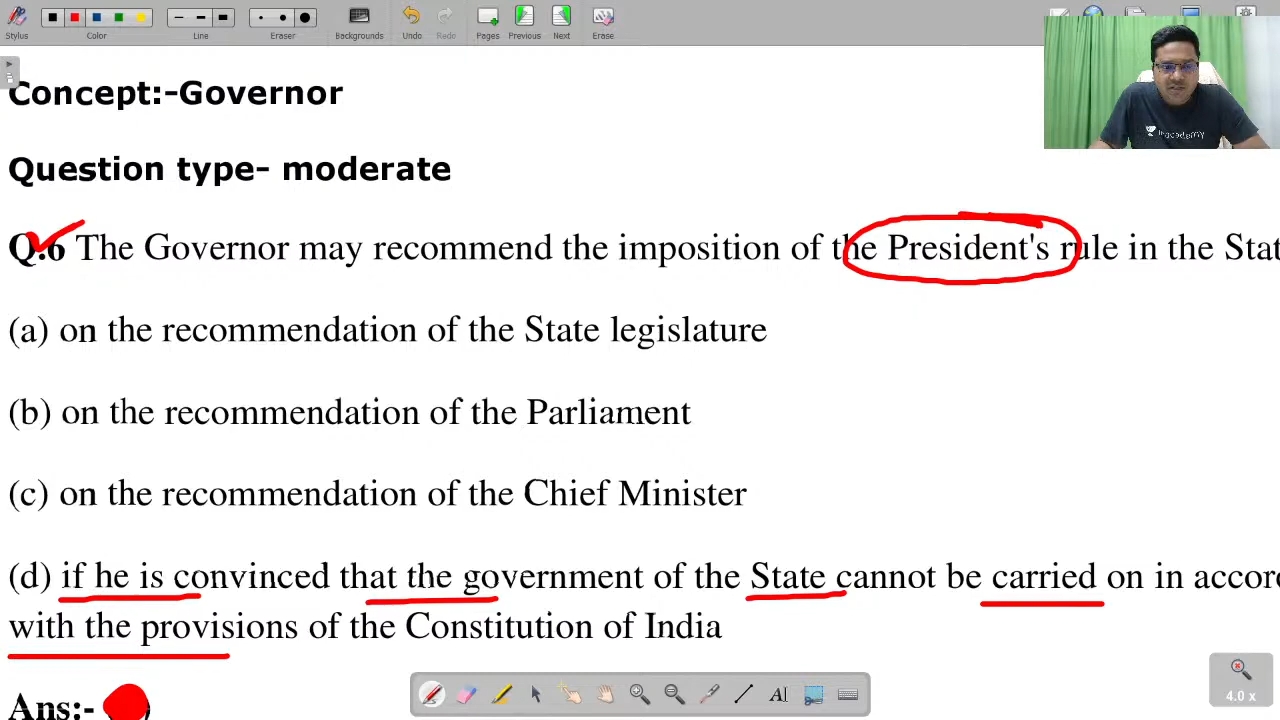 Stylus Color Line Eraser Backgrounds Undo Redo Pages Previous Next Erase
Concept:-Governor
Question type- moderate
Q.6 The Governor may recommend the imposition of the President's rule in the
(a) on the recommendation of the State legislature
(b) on the recommendation of the Parliament
(c) on the recommendation of the Chief Minister
(d) if he is convinced that the government of the State cannot be carried on in
with the provisions of the Constitution of India
Ans:-
4.0 x